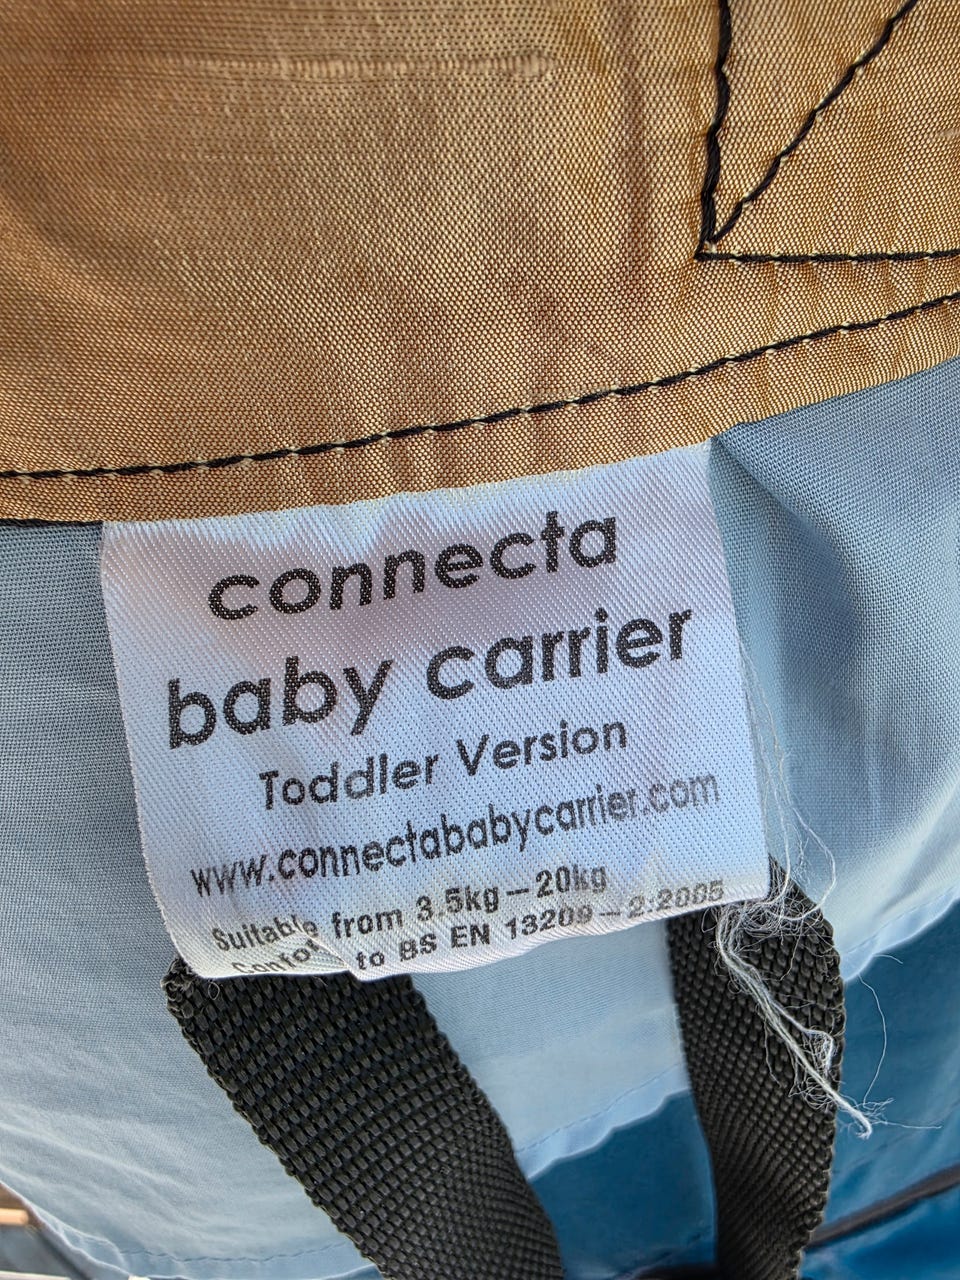 connecta
baby carrier
Toddler Version
www.connectababycarrier.com
Suitable from 3.5kg – 20kg
to BS EN 13209 – 2:2005